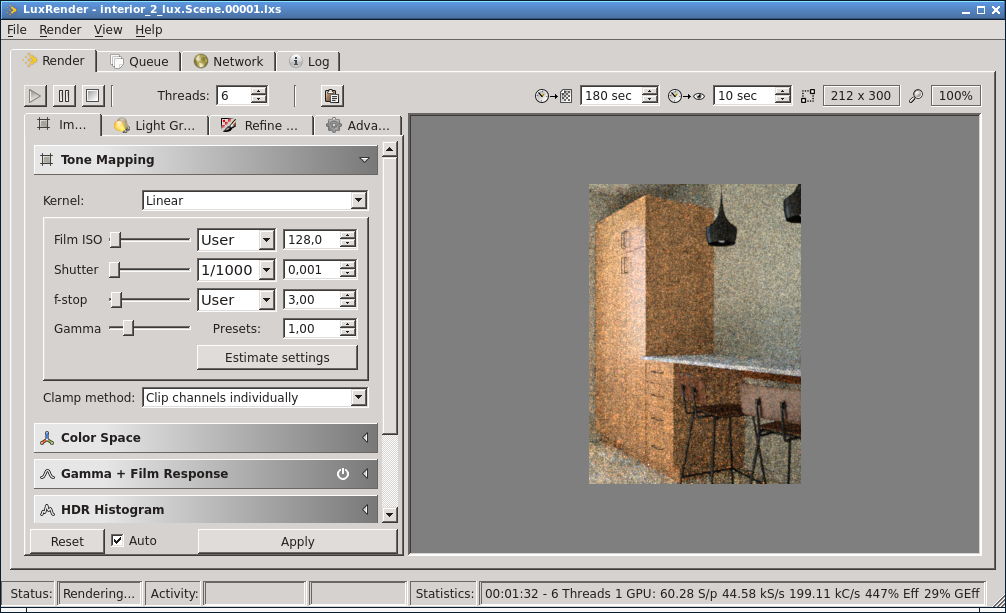 LuxRender - interior_2_lux.Scene.00001.lxs
File Render View Help
Render Queue Network Log
Threads: 6 180 sec 10 sec 212 x 300 100%
Im... Light Gr... Refine ... Adva...
Tone Mapping
Kernel: Linear
Film ISO User 128,0
Shutter 1/1000 0,001
f-stop User 3,00
Gamma Presets: 1,00
Estimate settings
Clamp method: Clip channels individually
Color Space
Gamma + Film Response
HDR Histogram
Reset Auto Apply
Status: Rendering... Activity: Statistics: 00:01:32 - 6 Threads 1 GPU: 60.28 S/p 44.58 kS/s 199.11 kC/s 447% Eff 29% GEff